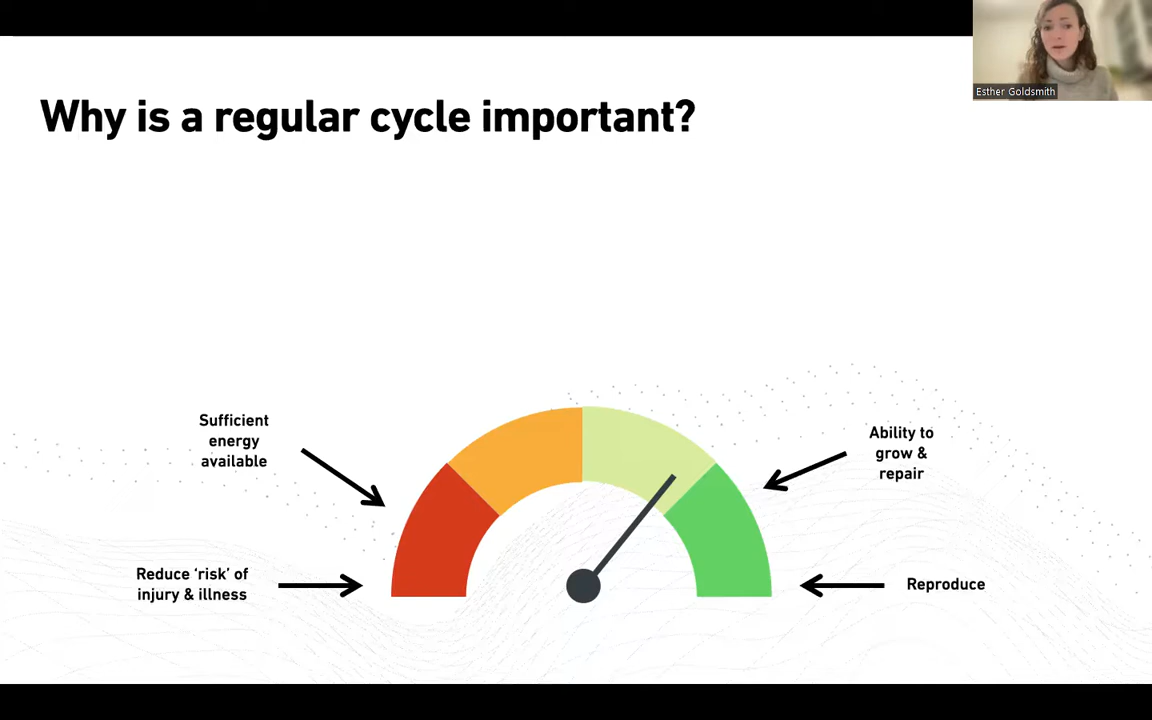 Esther Goldsmith
Why is a regular cycle important?
Sufficient
energy
available
Ability to
grow &
repair
Reduce ‘risk’ of
injury & illness
Reproduce